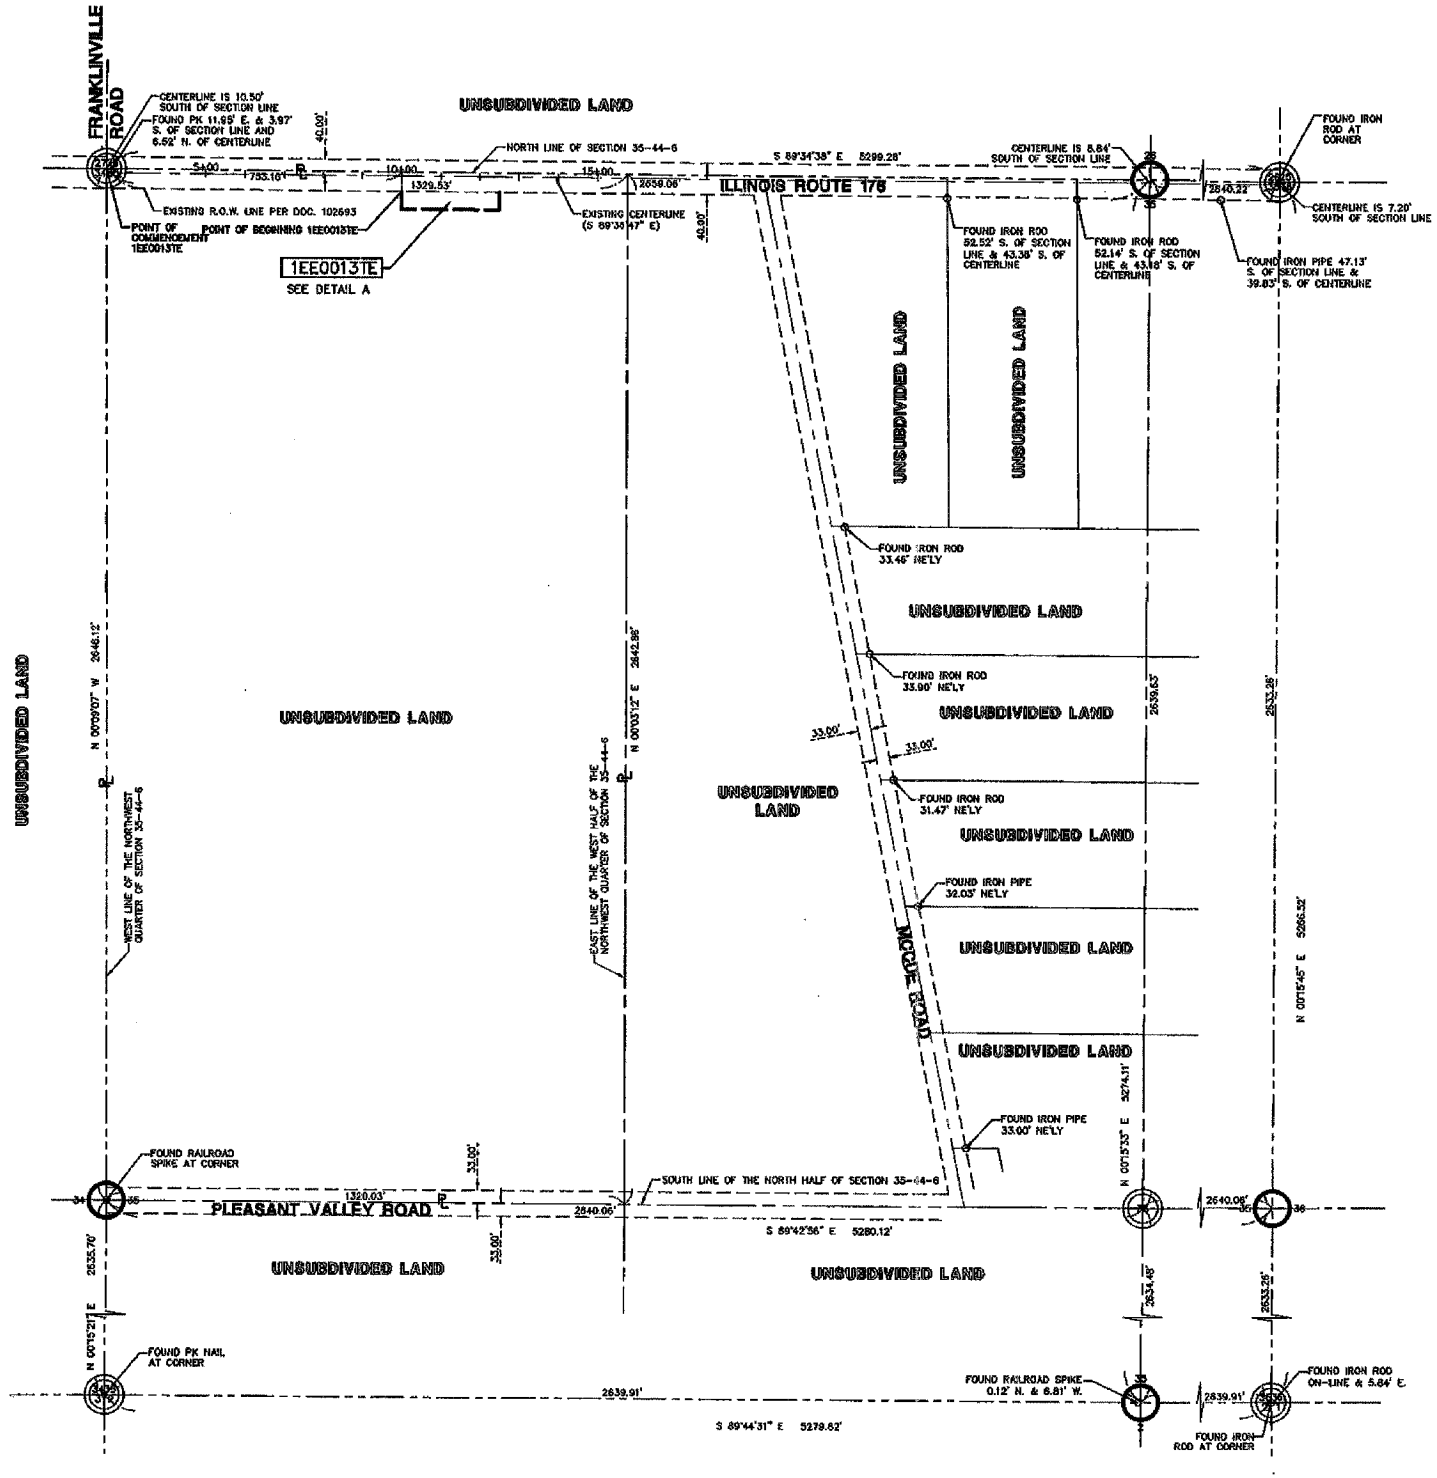 FRANKLINVILLE
ROAD
CENTERLINE IS 10.50'
SOUTH OF SECTION LINE
FOUND PK 11.95' E. & 3.97'
S. OF SECTION LINE AND
6.52' N. OF CENTERLINE
UNSUBDIVIDED LAND
40.00'
NORTH LINE OF SECTION 35-44-6
S 89°34'38" E 5299.28'
CENTERLINE IS 8.84'
SOUTH OF SECTION LINE
26
35
FOUND IRON
ROD AT
CORNER
5+00
753.16'
10+00
1329.53'
15+00
2659.06'
ILLINOIS ROUTE 176
2640.22'
EXISTING R.O.W. LINE PER DOC. 102693
POINT OF
COMMENCEMENT
1EE0013TE
POINT OF BEGINNING 1EE0013TE
EXISTING CENTERLINE
40.00'
CENTERLINE IS 7.20'
SOUTH OF SECTION LINE
1EE0013TE
SEE DETAIL A
FOUND IRON ROD
52.52' S. OF SECTION
LINE & 43.38' S. OF
CENTERLINE
FOUND IRON ROD
52.14' S. OF SECTION
LINE & S. OF
CENTERLINE
FOUND IRON PIPE 47.13'
S. OF SECTION LINE &
39.83' S. OF CENTERLINE
UNSUBDIVIDED LAND
UNSUBDIVIDED LAND
FOUND IRON ROD
33.46' NE'LY
UNSUBDIVIDED LAND
N 00°09'07" W 2646.12'
N 00°03'12" E 2642.86'
FOUND IRON ROD
33.90' NE'LY
2639.63'
2633.26'
UNSUBDIVIDED LAND
UNSUBDIVIDED LAND
UNSUBDIVIDED LAND
33.00'
33.00'
PL
PL
WEST LINE OF THE NORTHWEST
QUARTER OF SECTION 35-44-6
EAST LINE OF THE WEST HALF OF THE
NORTHWEST QUARTER OF SECTION 35-44-6
UNSUBDIVIDED
LAND
FOUND IRON ROD
31.47' NE'LY
UNSUBDIVIDED LAND
FOUND IRON PIPE
32.03' NE'LY
MCCUE ROAD
UNSUBDIVIDED LAND
N 00°15'45" E 5266.52'
UNSUBDIVIDED LAND
N 00°15'33" E 5274.11'
FOUND IRON PIPE
33.00' NE'LY
FOUND RAILROAD
SPIKE AT CORNER
33.00'
SOUTH LINE OF THE NORTH HALF OF SECTION 35-44-6
34
35
1320.03'
PL
PLEASANT VALLEY ROAD
2640.06'
2640.06'
35
36
S 89°42'56" E 5280.12'
33.00'
UNSUBDIVIDED LAND
UNSUBDIVIDED LAND
N 00°15'21" E 2635.70'
2634.48'
2633.26'
FOUND PK NAIL
AT CORNER
2639.91'
FOUND RAILROAD SPIKE
0.12' N. & 6.81' W.
35
2
2639.91'
FOUND IRON ROD
ON-LINE & 5.84' E.
S 89°44'31" E 5279.82'
FOUND IRON
ROD AT CORNER